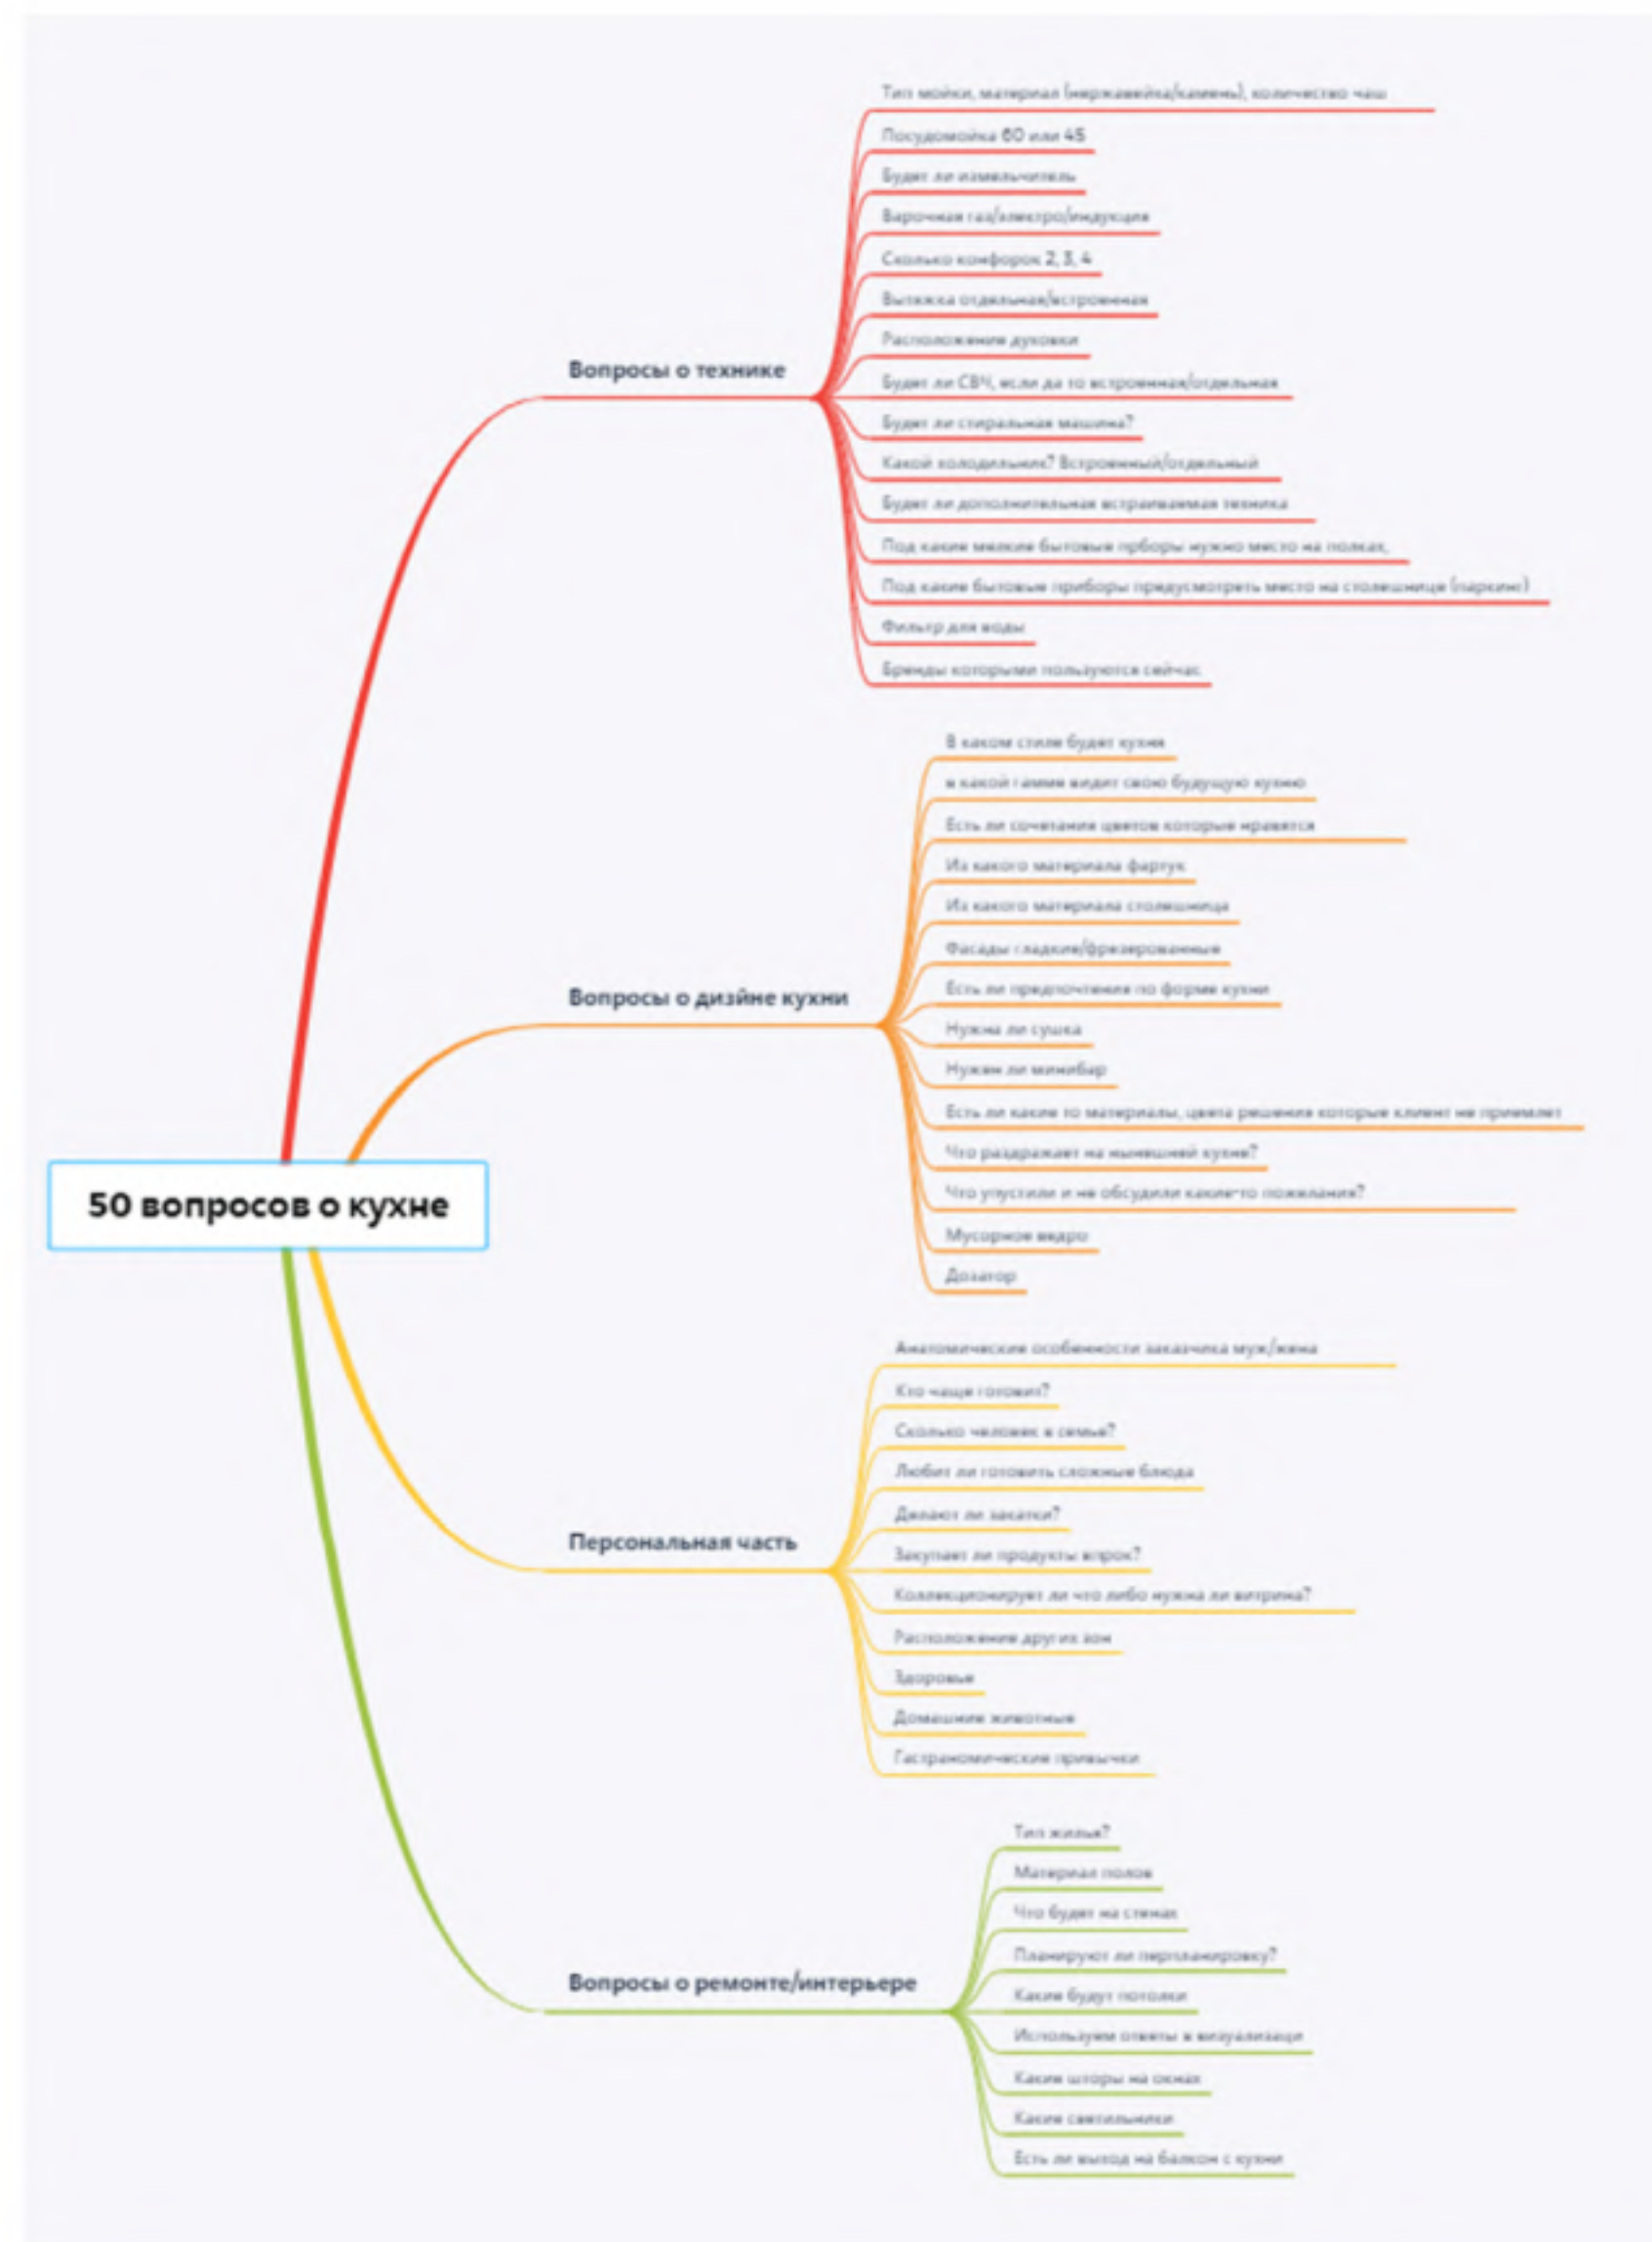 Тип мойки, материал (нержавейка/камень), количество чаш
Посудомойка 60 или 45
Будет ли измельчитель
Варочная газ/электро/индукция
Сколько конфорок 2, 3, 4
Вытяжка отдельная/встроенная
Расположение духовки
Вопросы о технике
Будет ли СВЧ, если да то встроенная/отдельная
Будет ли стиральная машина?
Какой холодильник? Встроенный/отдельный
Будет ли дополнительная встраиваемая техника
Под какие мелкие бытовые прборы нужно место на полках,
Под какие бытовые приборы предусмотреть место на столешнице (паркинг)
Фильтр для воды
Бренды которыми пользуются сейчас
В каком стиле будет кухня
в какой гамме видит свою будущую кухню
Есть ли сочетания цветов которые нравятся
Из какого материала фартук
Из какого материала столешница
Фасады гладкие/фрезерованные
Есть ли предпочтения по форме кухни
Вопросы о дизйне кухни
Нужна ли сушка
Нужен ли минибар
Есть ли какие то материалы, цвета решения которые клиент не приемлет
Что раздражает на нынешней кухне?
Что упустили и не обсудили какие-то пожелания?
50 вопросов о кухне
Мусорное ведро
Дозатор
Анатомические особенности заказчика муж/жена
Кто чаще готовит?
Сколько человек в семье?
Любит ли готовить сложные блюда
Делают ли закатки?
Персональная часть
Закупает ли продукты впрок?
Коллекционирует ли что либо нужна ли витрина?
Расположение других зон
Здоровье
Домашние животные
Гастраномические привычки
Тип жилья?
Материал полов
Что будет на стенах
Планируют ли перпланировку?
Вопросы о ремонте/интерьере
Какие будут потолки
Используем ответы в визуализаци
Какие шторы на окнах
Какие светильники
Есть ли выход на балкон с кухни